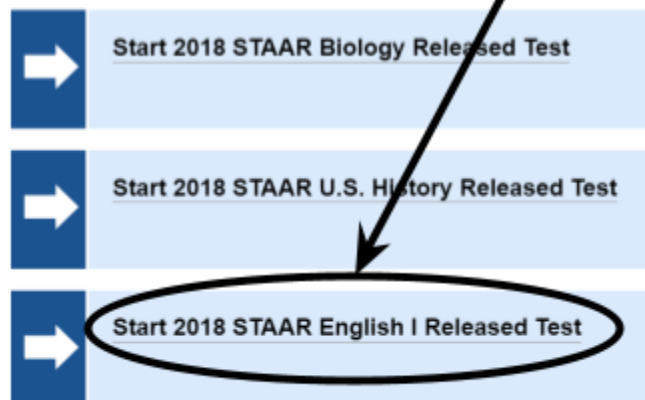 Start 2018 STAAR Biology Released Test
Start 2018 STAAR U.S. History Released Test
Start 2018 STAAR English I Released Test